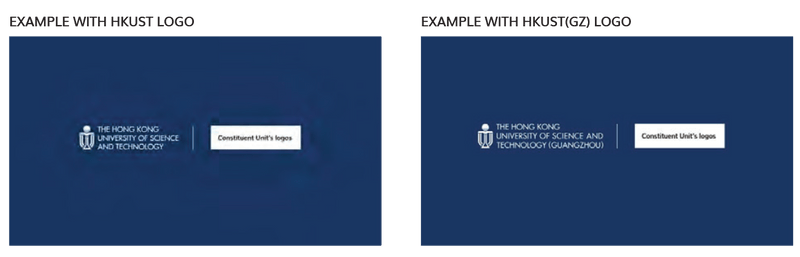 EXAMPLE WITH HKUST LOGO
THE HONG KONG
UNIVERSITY OF SCIENCE
AND TECHNOLOGY
Constituent Unit's logos
EXAMPLE WITH HKUST(GZ) LOGO
THE HONG KONG
UNIVERSITY OF SCIENCE AND
TECHNOLOGY (GUANGZHOU)
Constituent Unit's logos